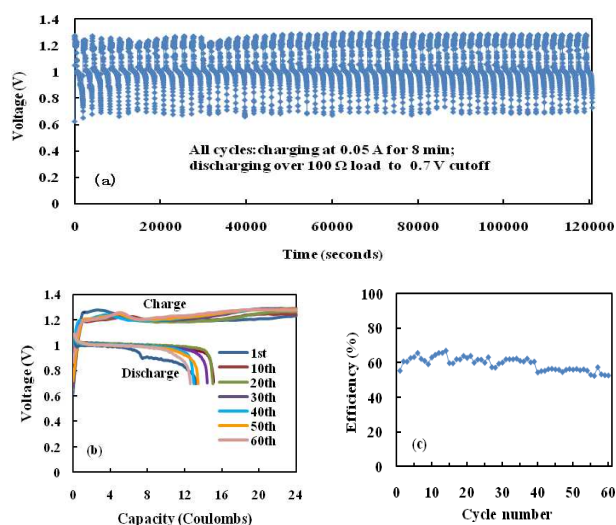 1.4
1.2
1
0.8
0.6
0.4
0.2
0
Voltage (V)
All cycles: charging at 0.05 A for 8 min;
discharging over 100 Ω load to 0.7 V cutoff
(a)
0 20000 40000 60000 80000 100000 120000
Time (seconds)
1.4
1.2
1
0.8
0.6
0.4
0.2
0
Voltage (V)
Charge
Discharge
1st
10th
20th
30th
40th
50th
60th
(b)
0 6 12 18 24
Capacity (Coulombs)
100
80
60
40
20
0
Efficiency (%)
(c)
0 10 20 30 40 50 60
Cycle number